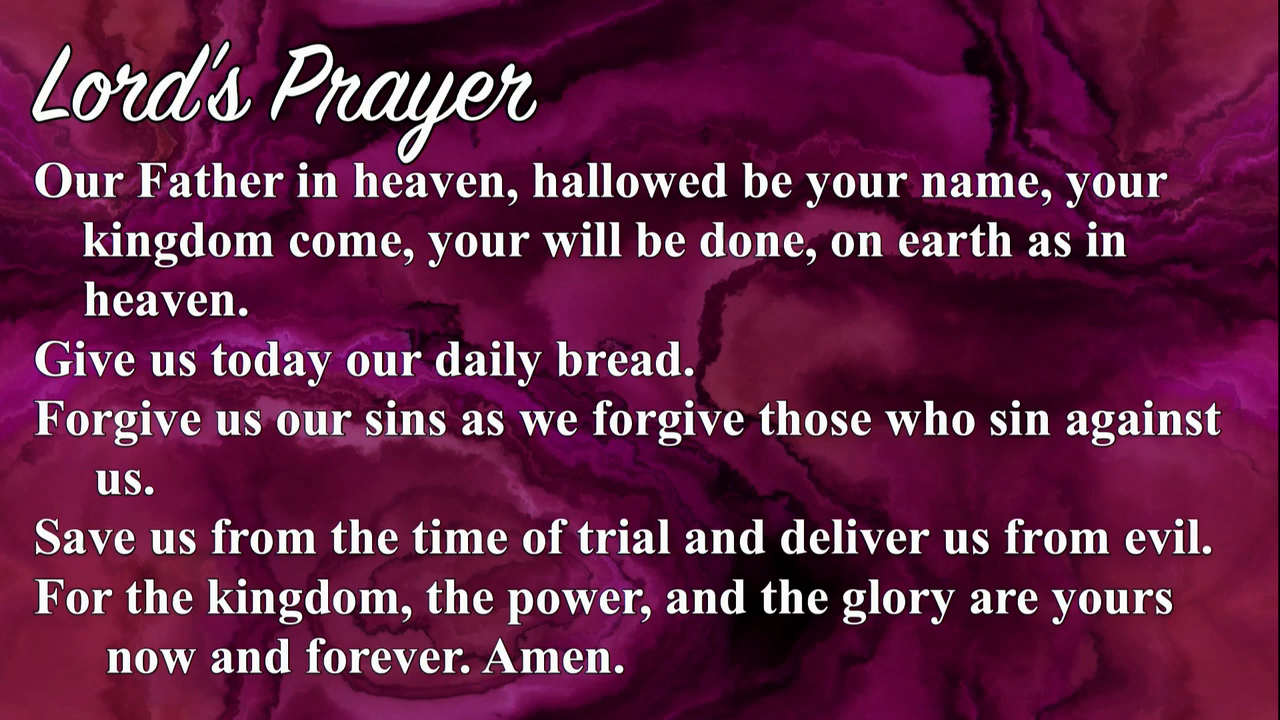 Lord's Prayer
Our Father in heaven, hallowed be your name, your
kingdom come, your will be done, on earth as in
heaven.
Give us today our daily bread.
Forgive us our sins as we forgive those who sin against
us.
Save us from the time of trial and deliver us from evil.
For the kingdom, the power, and the glory are yours
now and forever. Amen.